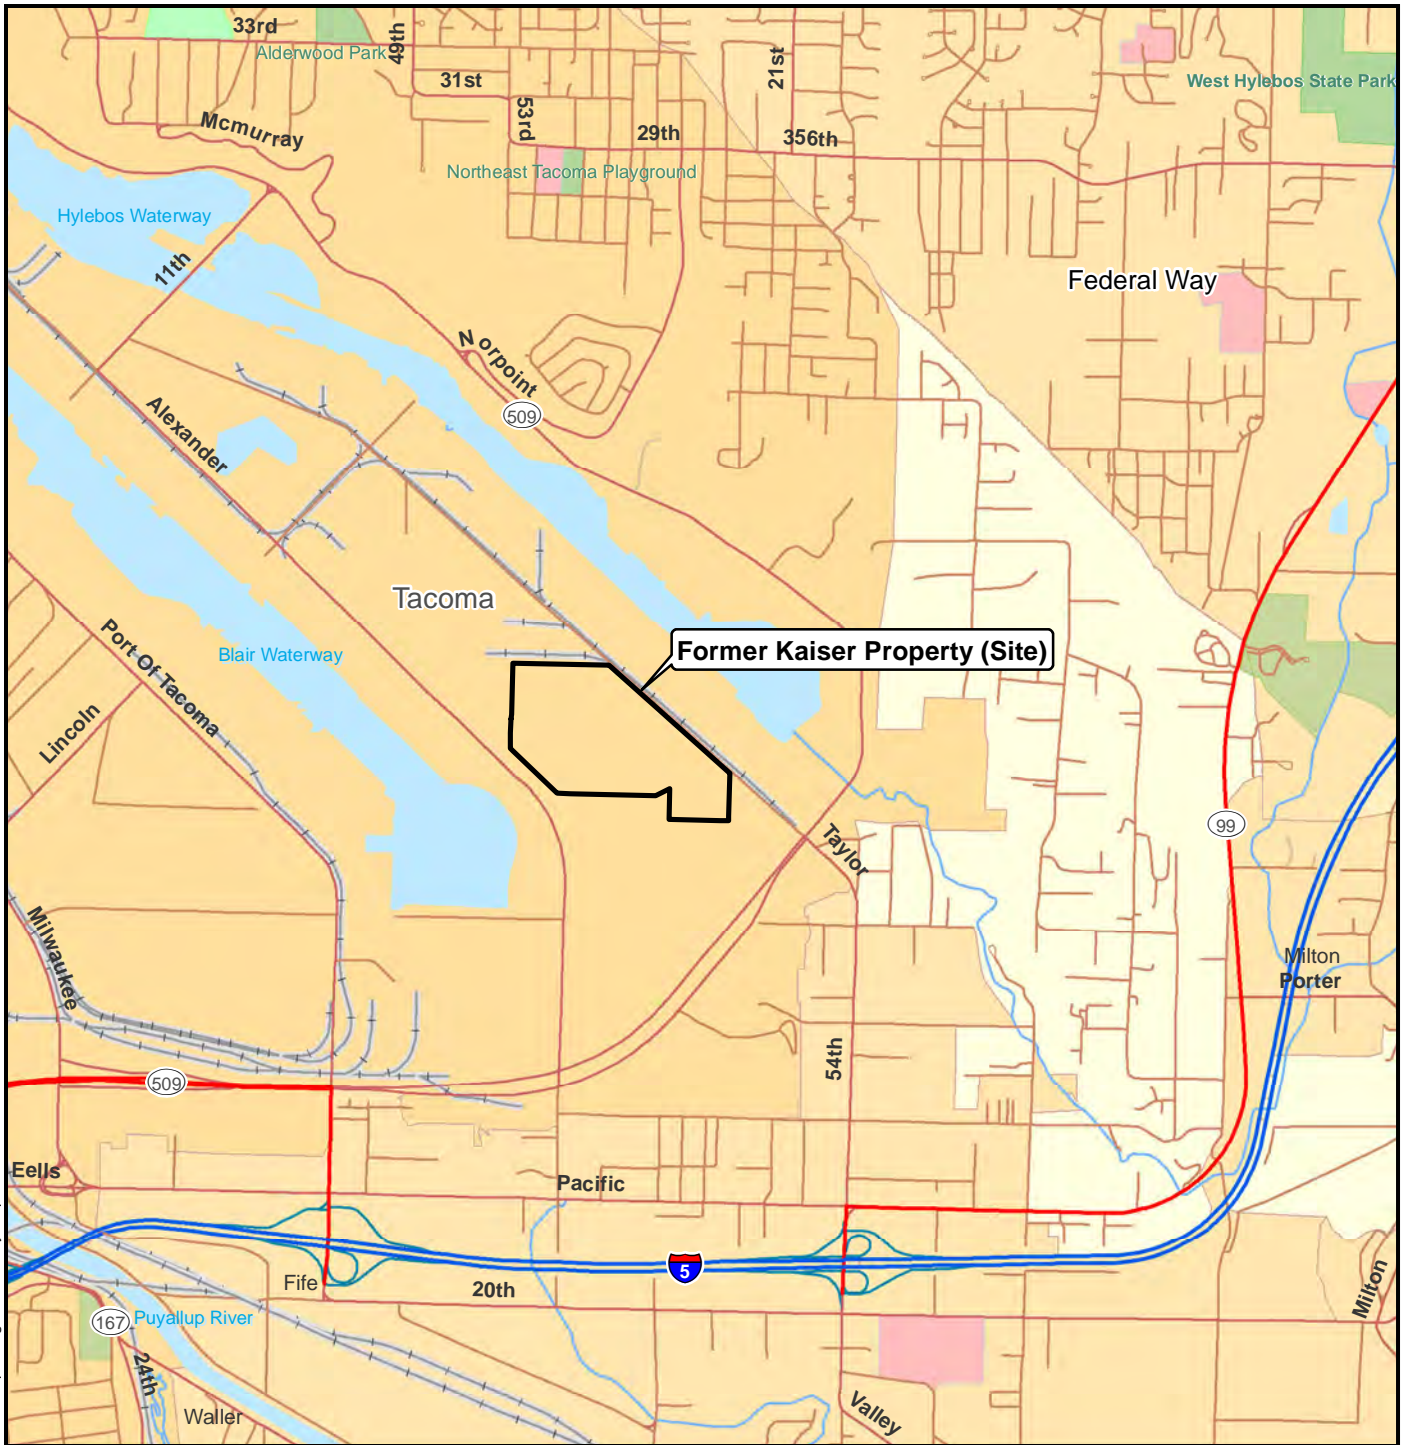 33rd
49th
Alderwood Park
31st
21st
West Hylebos State Park
53rd
Mcmurray
29th
356th
Northeast Tacoma Playground
Hylebos Waterway
11th
Federal Way
Norpoint
509
Alexander
Tacoma
Port Of Tacoma
Blair Waterway
Former Kaiser Property (Site)
Lincoln
99
Taylor
Milwaukee
Milton
Porter
54th
509
Eells
Pacific
5
Fife
20th
Milton
167
Puyallup River
24th
Waller
Valley